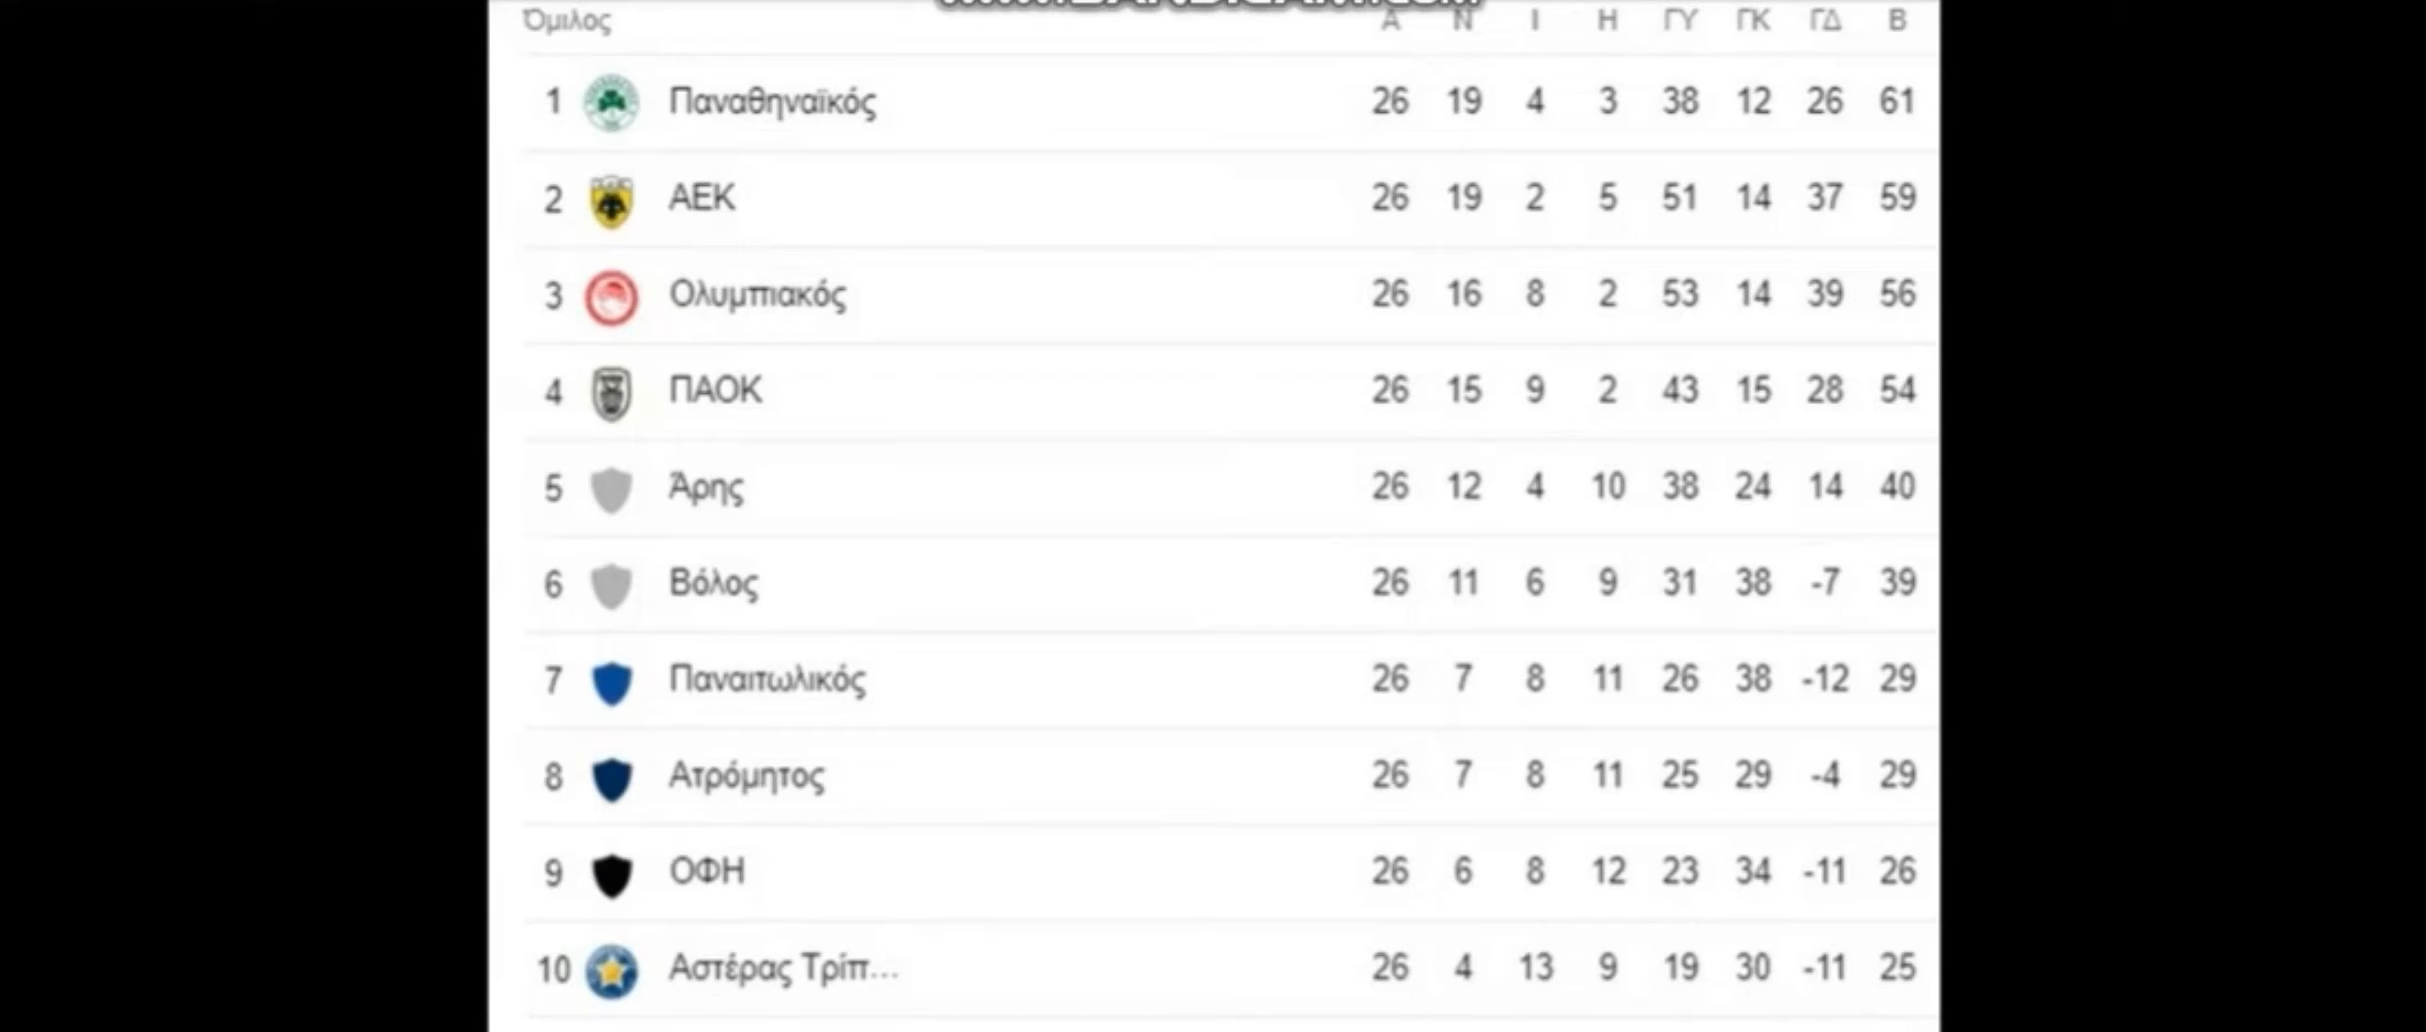 Όμιλος Α Ν Ι Η ΓΥ ΓΚ ΓΔ Β
1 Παναθηναϊκός 26 19 4 3 38 12 26 61
2 ΑΕΚ 26 19 2 5 51 14 37 59
3 Ολυμπιακός 26 16 8 2 53 14 39 56
4 ΠΑΟΚ 26 15 9 2 43 15 28 54
5 Άρης 26 12 4 10 38 24 14 40
6 Βόλος 26 11 6 9 31 38 -7 39
7 Παναιτωλικός 26 7 8 11 26 38 -12 29
8 Ατρόμητος 26 7 8 11 25 29 -4 29
9 ΟΦΗ 26 6 8 12 23 34 -11 26
10 Αστέρας Τρίπ... 26 4 13 9 19 30 -11 25